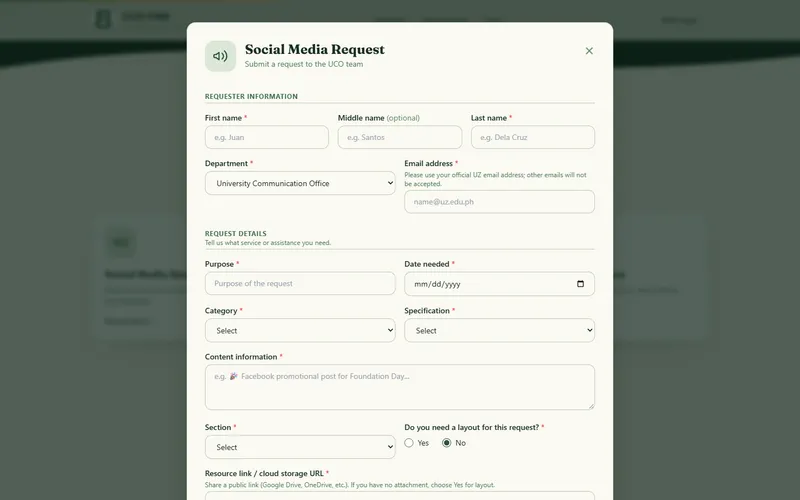 Social Media Request
Submit a request to the UCO team
REQUESTER INFORMATION
First name *
Middle name (optional)
Last name *
e.g. Juan
e.g. Santos
e.g. Dela Cruz
Department *
University Communication Office
Email address *
Please use your official UZ email address; other emails will not
be accepted.
name@uz.edu.ph
REQUEST DETAILS
Tell us what service or assistance you need.
Purpose *
Date needed *
Purpose of the request
mm/dd/yyyy
Category *
Specification *
Select
Select
Content information *
e.g. 🎉 Facebook promotional post for Foundation Day...
Section *
Do you need a layout for this request? *
Select
Yes
No
Resource link / cloud storage URL *
Share a public link (Google Drive, OneDrive, etc.). If you have no attachment, choose Yes for layout.